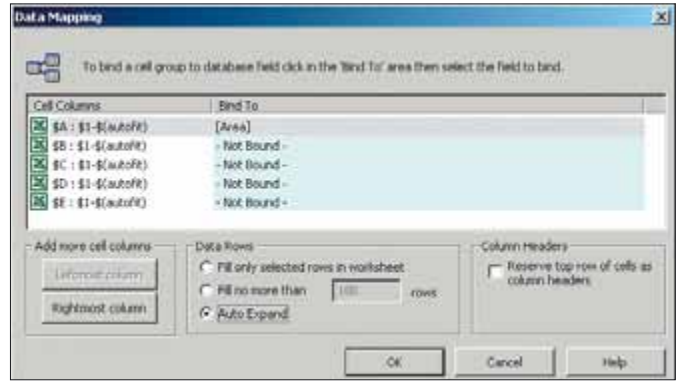 Data Mapping
To bind a cell group to database field click in the 'Bind To' area then select the field to bind.
Cell Columns Bind To
$A : $1-$(autofit) [Area]
$B : $1-$(autofit) - Not Bound -
$C : $1-$(autofit) - Not Bound -
$D : $1-$(autofit) - Not Bound -
$E : $1-$(autofit) - Not Bound -
Add more cell columns
Leftmost column
Rightmost column
Data Rows
Fill only selected rows in worksheet
Fill no more than 100 rows
Auto Expand
Column Headers
Reserve top row of cells as
column headers
OK Cancel Help